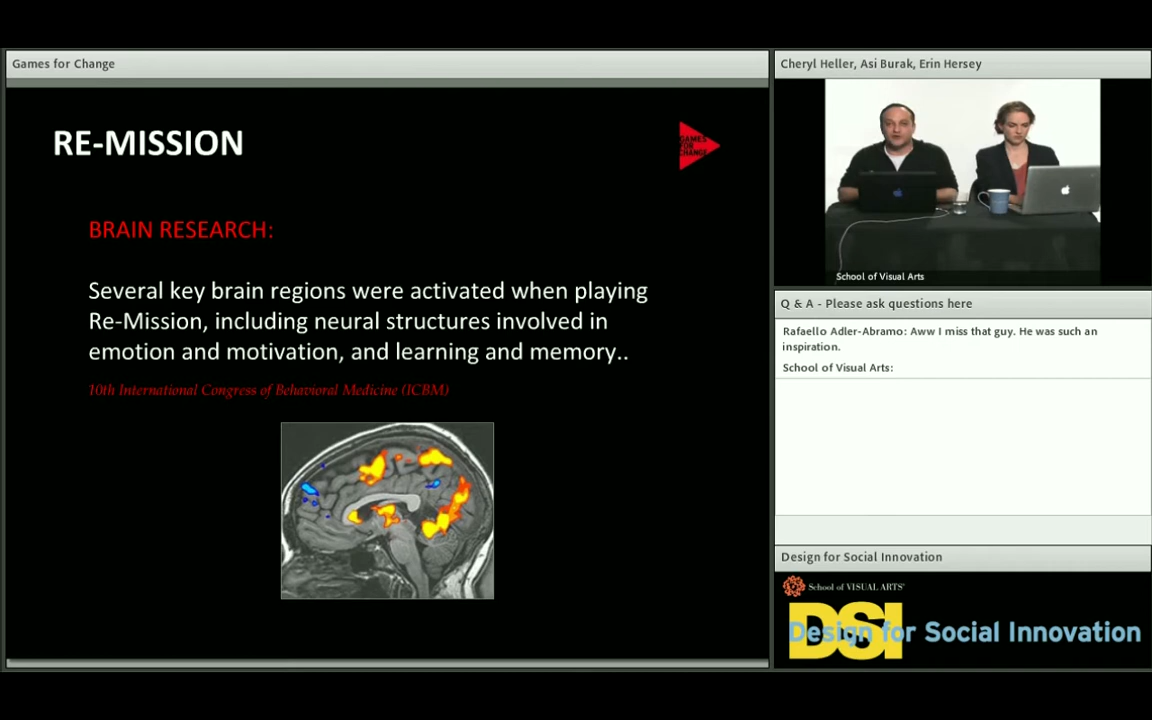 Games for Change
Cheryl Heller, Asi Burak, Erin Hersey
RE-MISSION
GAMES
FOR
CHANGE
BRAIN RESEARCH:
Several key brain regions were activated when playing
Re-Mission, including neural structures involved in
emotion and motivation, and learning and memory..
10th International Congress of Behavioral Medicine (ICBM)
School of Visual Arts
Q & A - Please ask questions here
Rafaello Adler-Abramo: Aww I miss that guy. He was such an
inspiration.
School of Visual Arts:
Design for Social Innovation
School of VISUAL ARTS
DSI
Design for Social Innovation